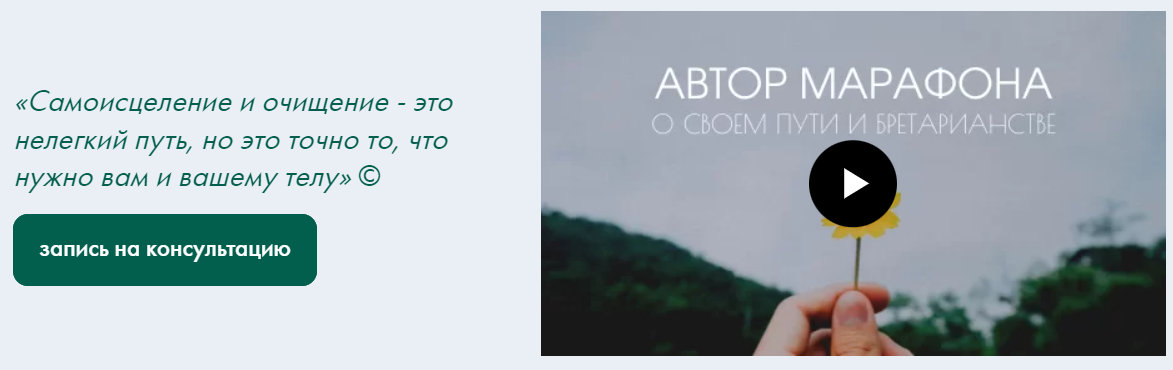 «Самоисцеление и очищение - это
нелегкий путь, но это точно то, что
нужно вам и вашему телу» ©
запись на консультацию
АВТОР МАРАФОНА
О СВОЕМ ПУТИ И БРЕТАРИАНСТВЕ